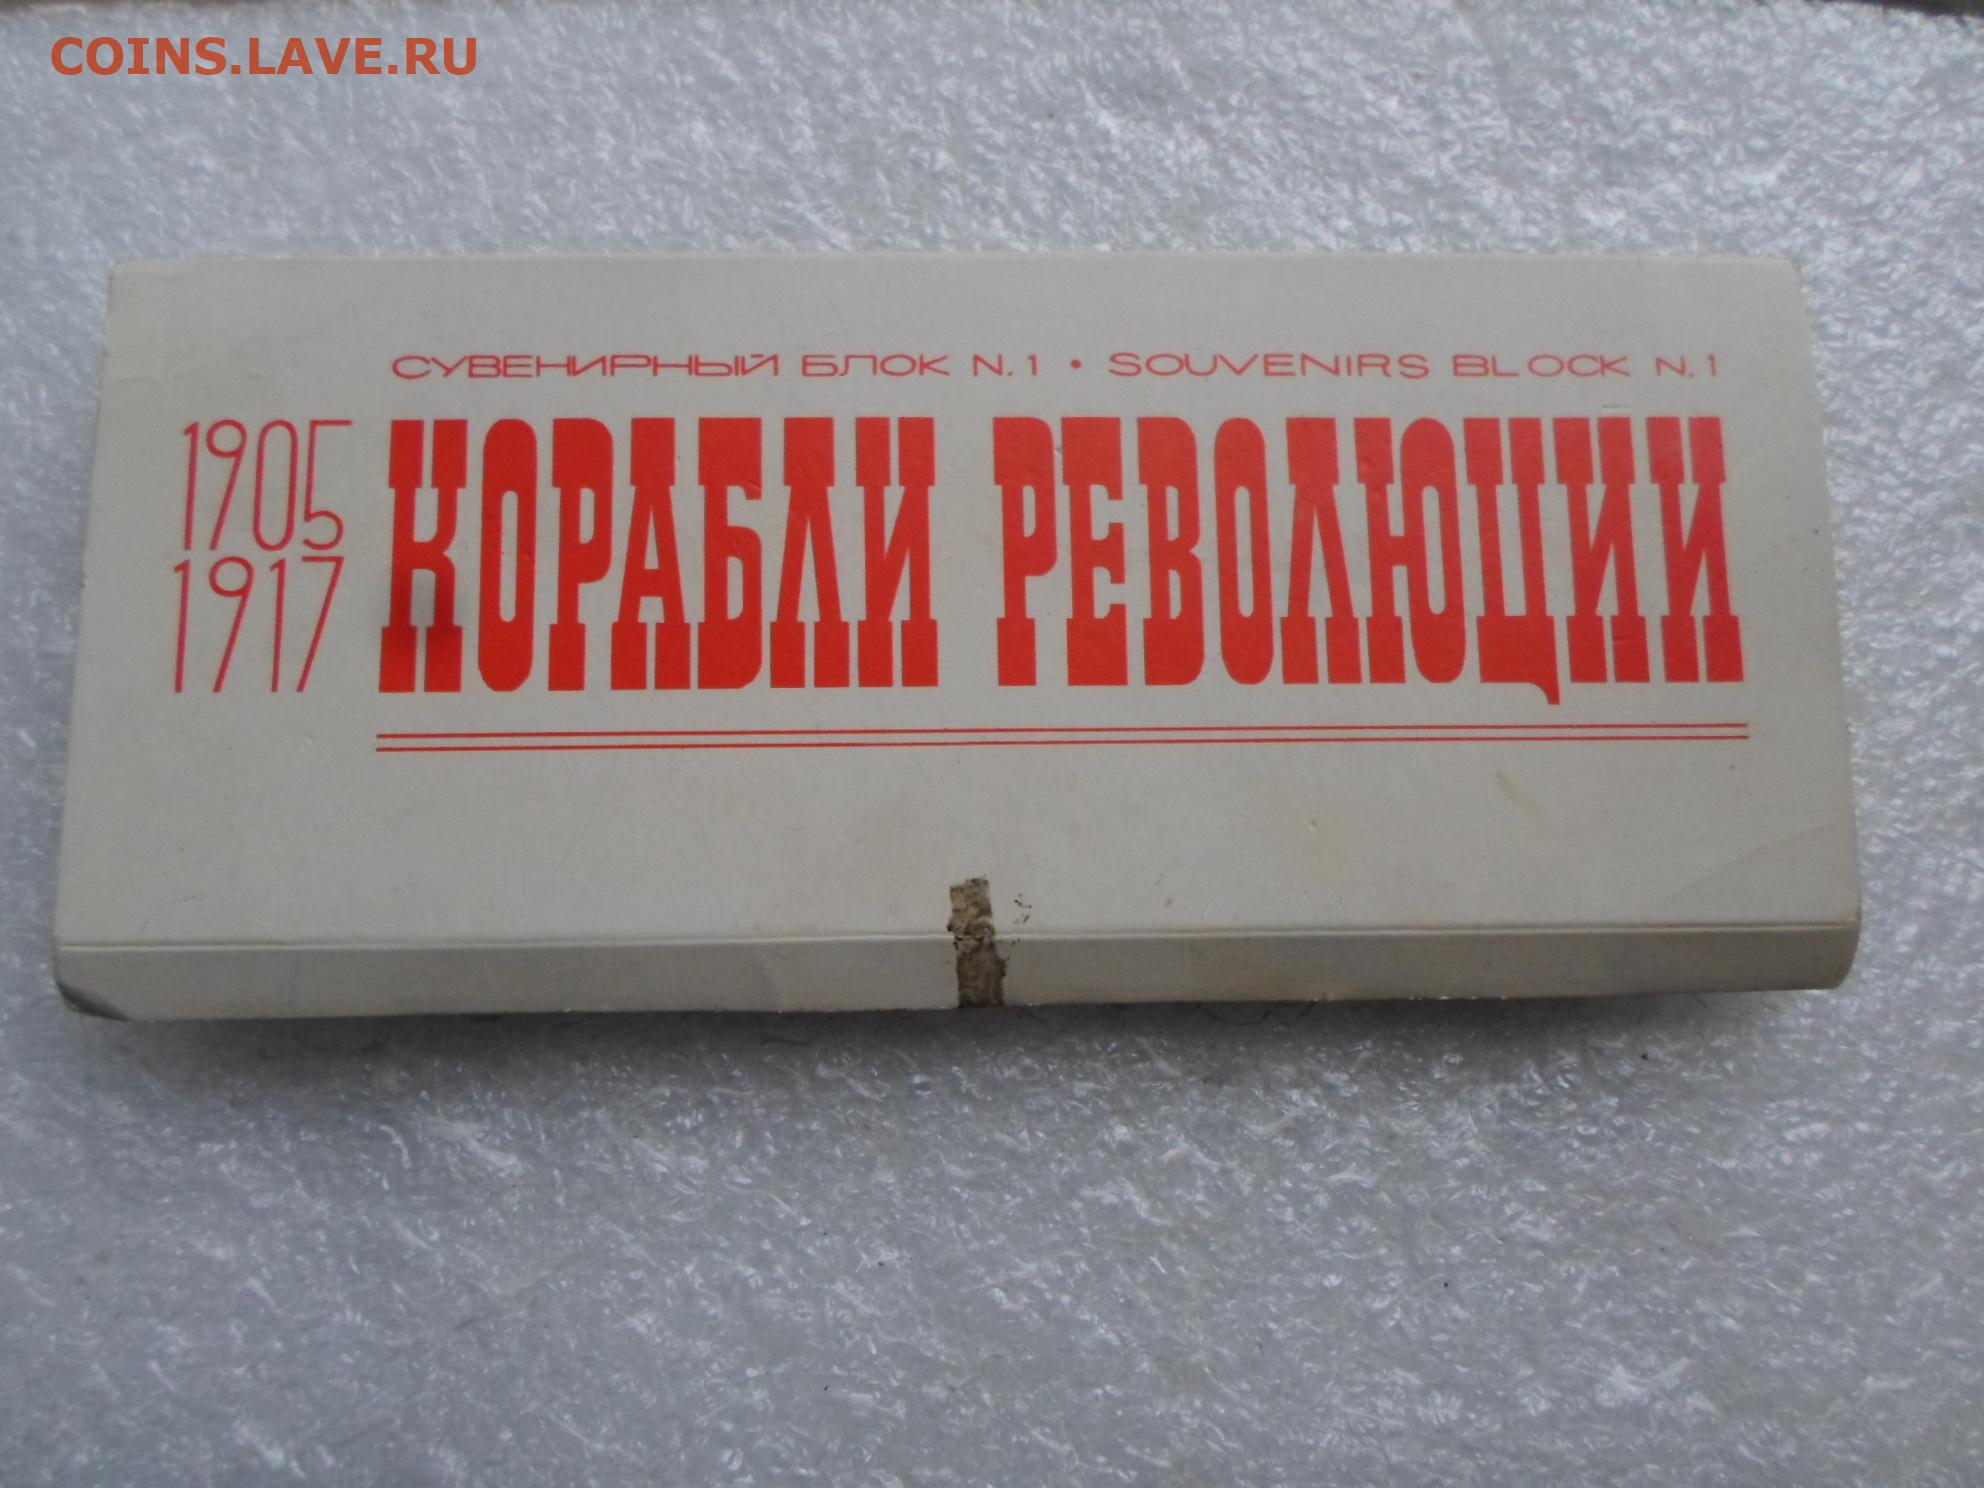 COINS.LAVE.RU
СУВЕНИРНЫЙ БЛОК N.1 • SOUVENIRS BLOCK N.1
1905
1917
КОРАБЛИ РЕВОЛЮЦИИ